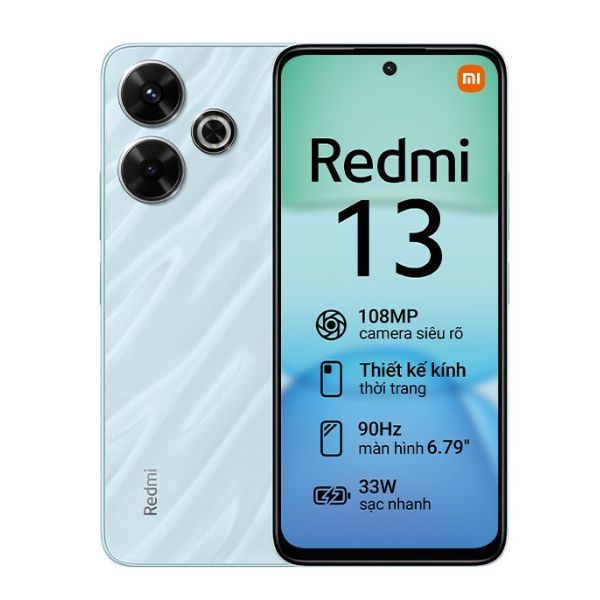 mi
Redmi
13
108MP
camera siêu rõ
Thiết kế kính
thời trang
90Hz
màn hình 6.79"
33W
sạc nhanh
Redmi